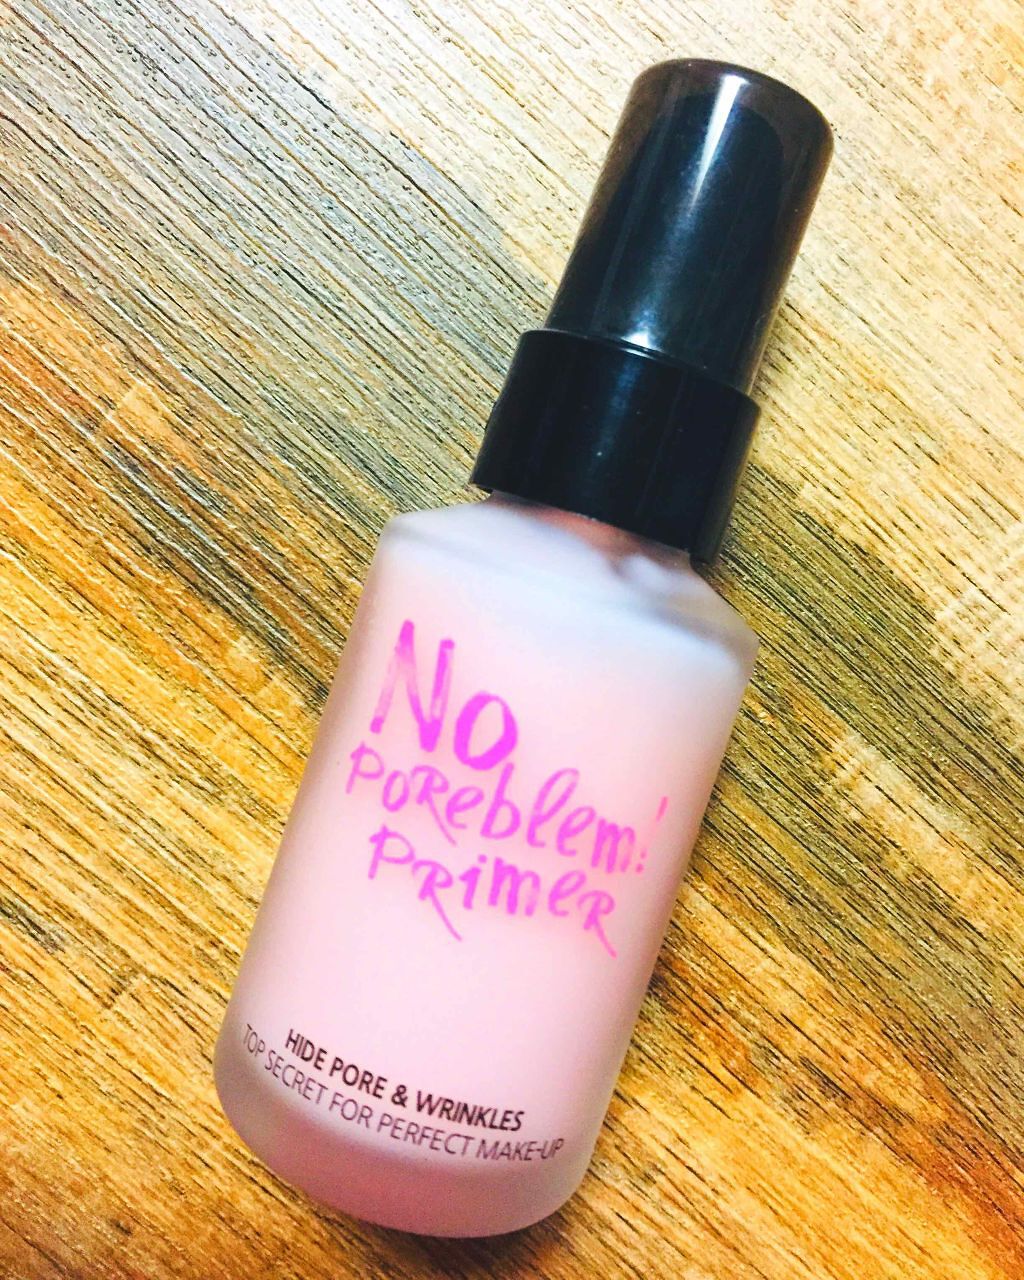 No
POReblem!
PRimeR
HIDE PORE & WRINKLES
TOP SECRET FOR PERFECT MAKE-UP